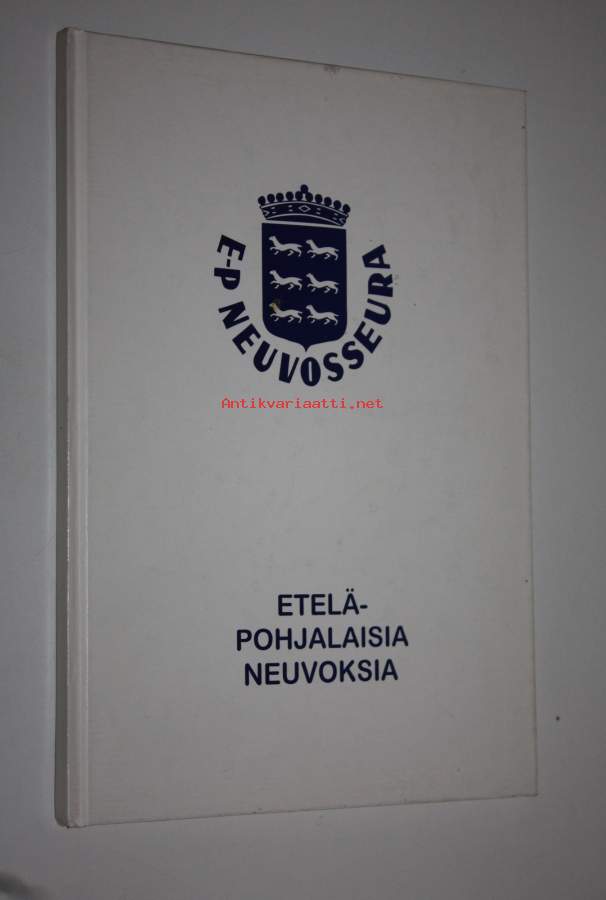 E-P NEUVOSSEURA
Antikvariaatti.net
ETELÄ-
POHJALAISIA
NEUVOKSIA